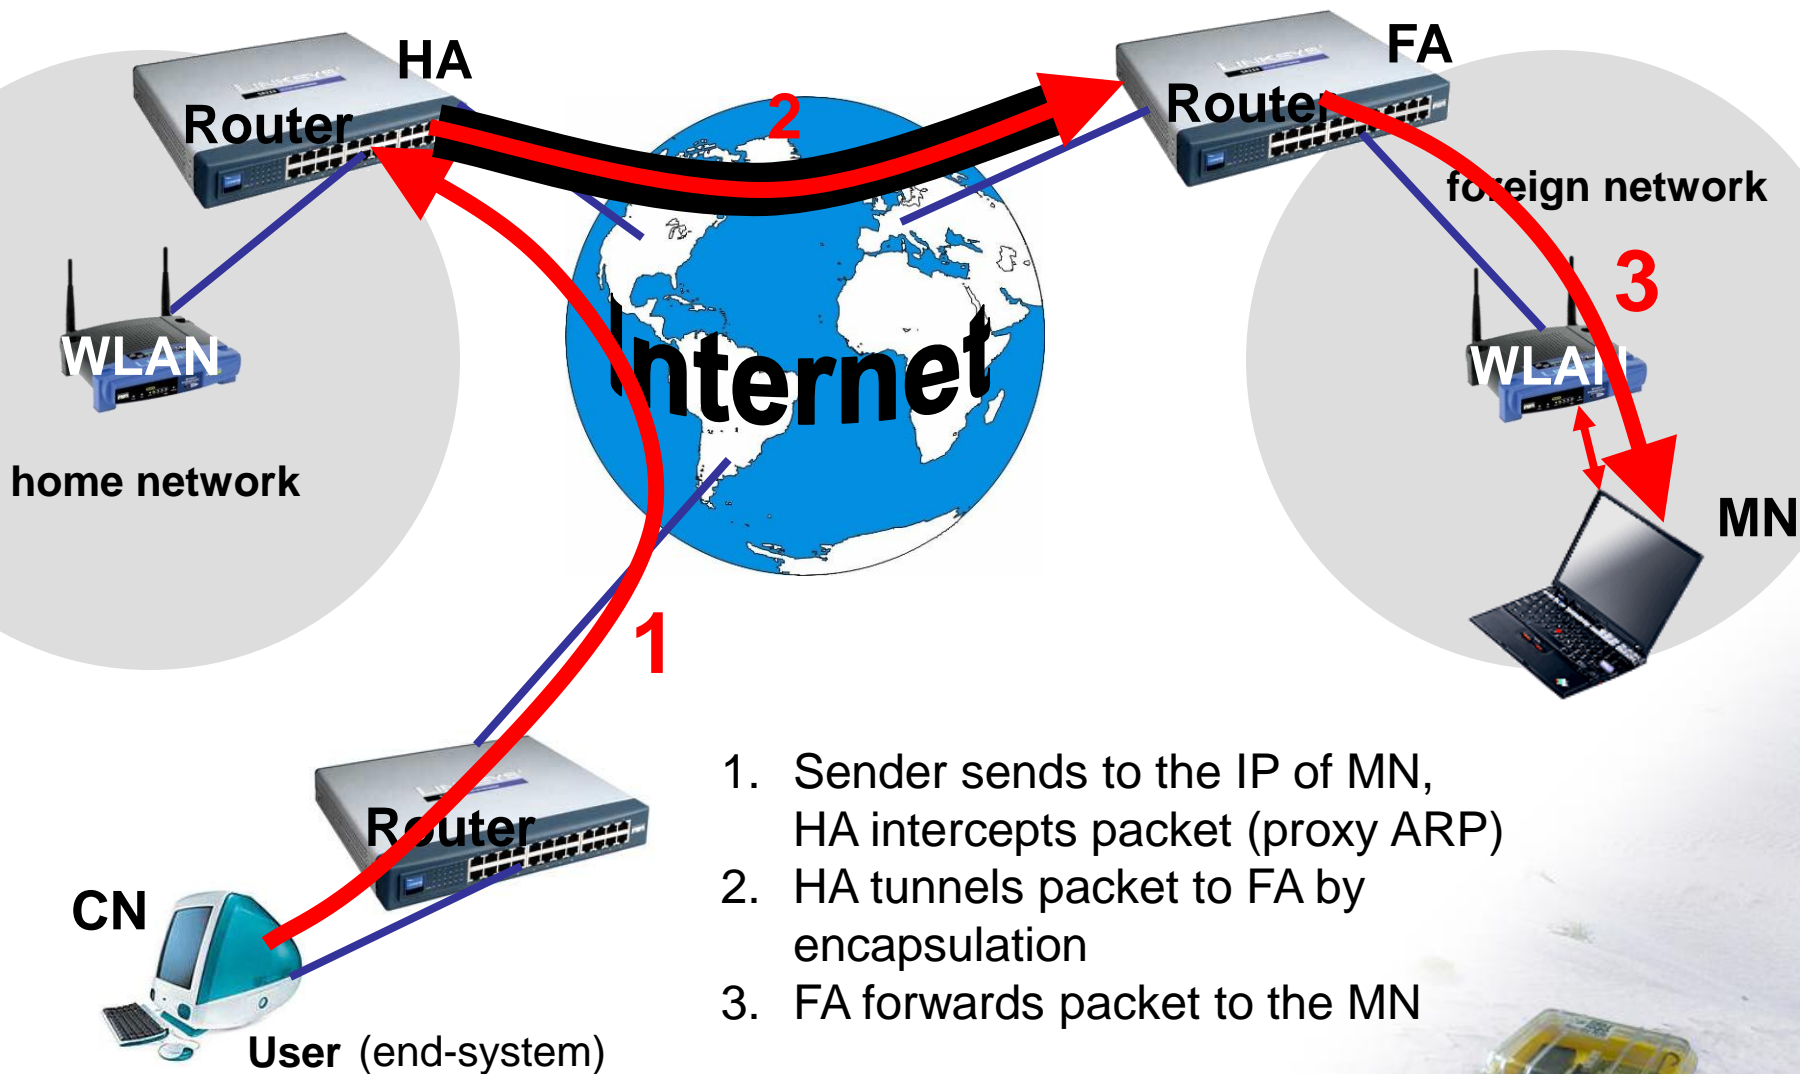 HA
FA
Router
2
Router
foreign network
3
Internet
WLAN
WLAN
home network
MN
1
Router
CN
User (end-system)
1. Sender sends to the IP of MN,
HA intercepts packet (proxy ARP)
2. HA tunnels packet to FA by
encapsulation
3. FA forwards packet to the MN